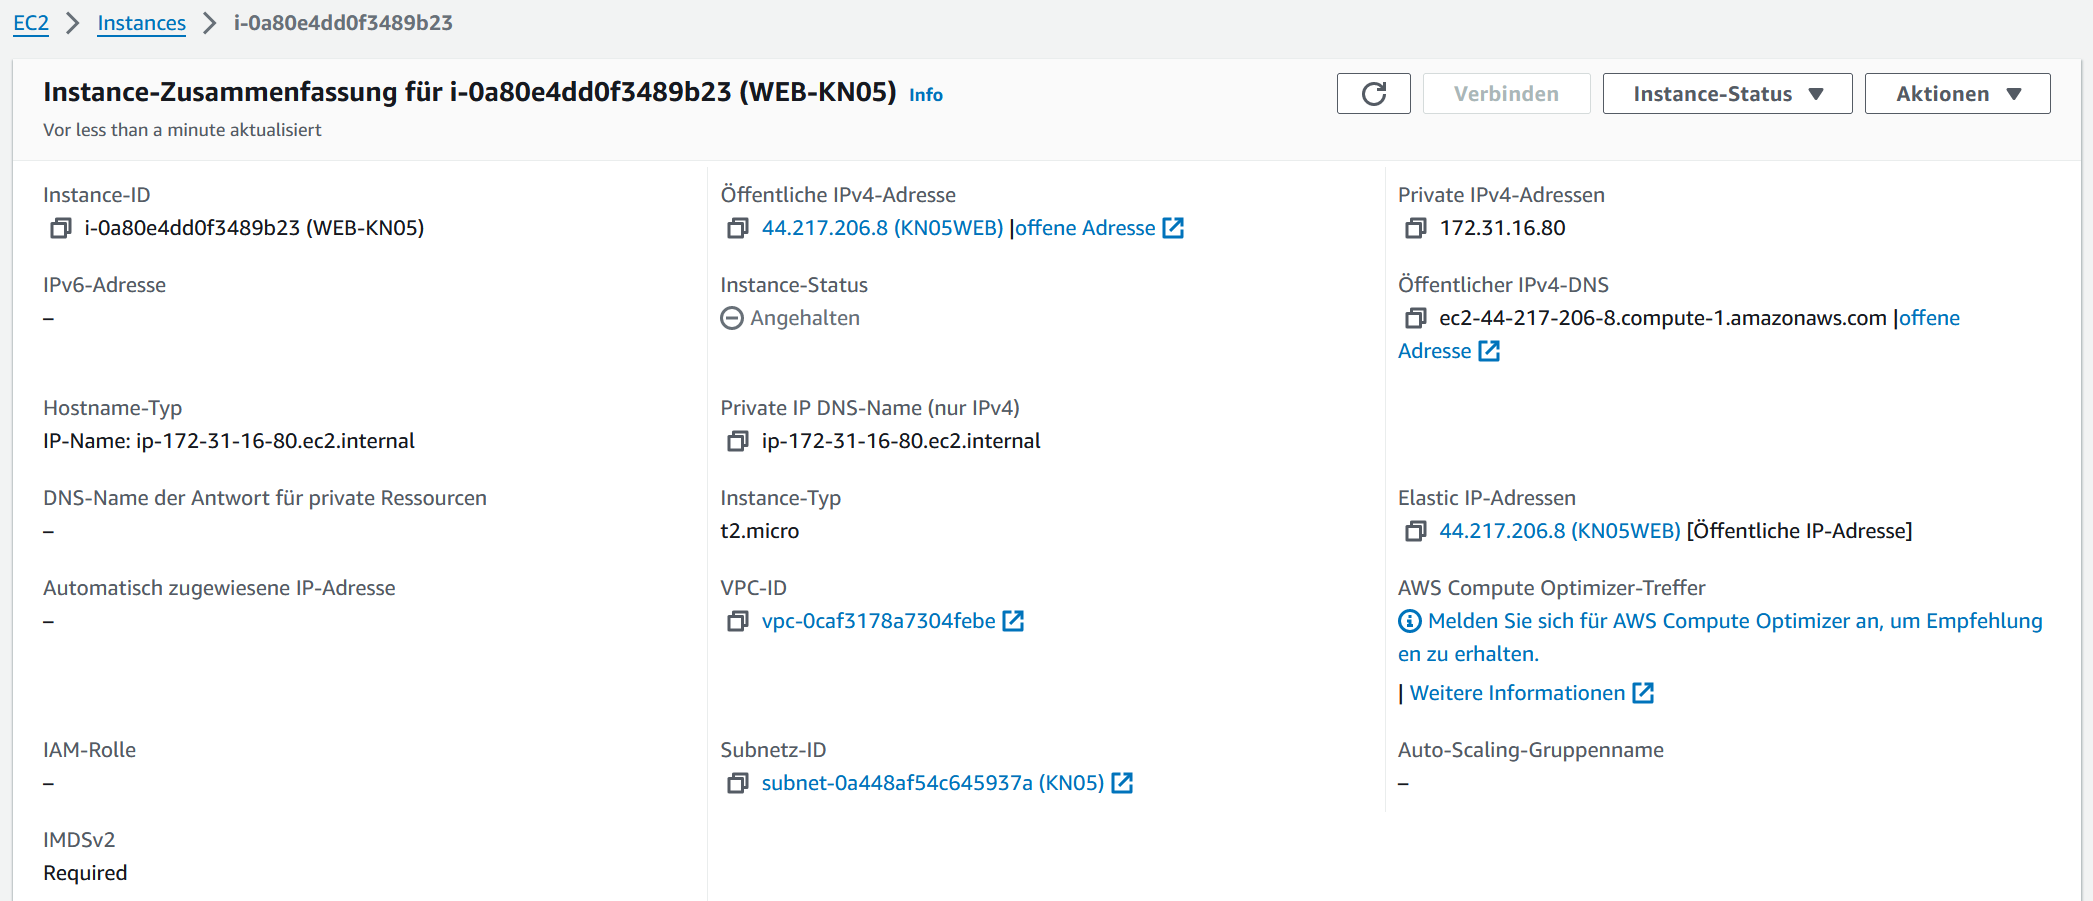 EC2 > Instances > i-0a80e4dd0f3489b23
Instance-Zusammenfassung für i-0a80e4dd0f3489b23 (WEB-KN05) Info
Vor less than a minute aktualisiert
Verbinden
Instance-Status
Aktionen
Instance-ID
i-0a80e4dd0f3489b23 (WEB-KN05)
Öffentliche IPv4-Adresse
44.217.206.8 (KN05WEB) |offene Adresse
Private IPv4-Adressen
172.31.16.80
IPv6-Adresse
–
Instance-Status
Angehalten
Öffentlicher IPv4-DNS
ec2-44-217-206-8.compute-1.amazonaws.com |offene
Adresse
Hostname-Typ
IP-Name: ip-172-31-16-80.ec2.internal
Private IP DNS-Name (nur IPv4)
ip-172-31-16-80.ec2.internal
DNS-Name der Antwort für private Ressourcen
–
Instance-Typ
t2.micro
Elastic IP-Adressen
44.217.206.8 (KN05WEB) [Öffentliche IP-Adresse]
Automatisch zugewiesene IP-Adresse
–
VPC-ID
vpc-0caf3178a7304febe
AWS Compute Optimizer-Treffer
Melden Sie sich für AWS Compute Optimizer an, um Empfehlung
en zu erhalten.
| Weitere Informationen
IAM-Rolle
–
Subnetz-ID
subnet-0a448af54c645937a (KN05)
Auto-Scaling-Gruppenname
–
IMDSv2
Required